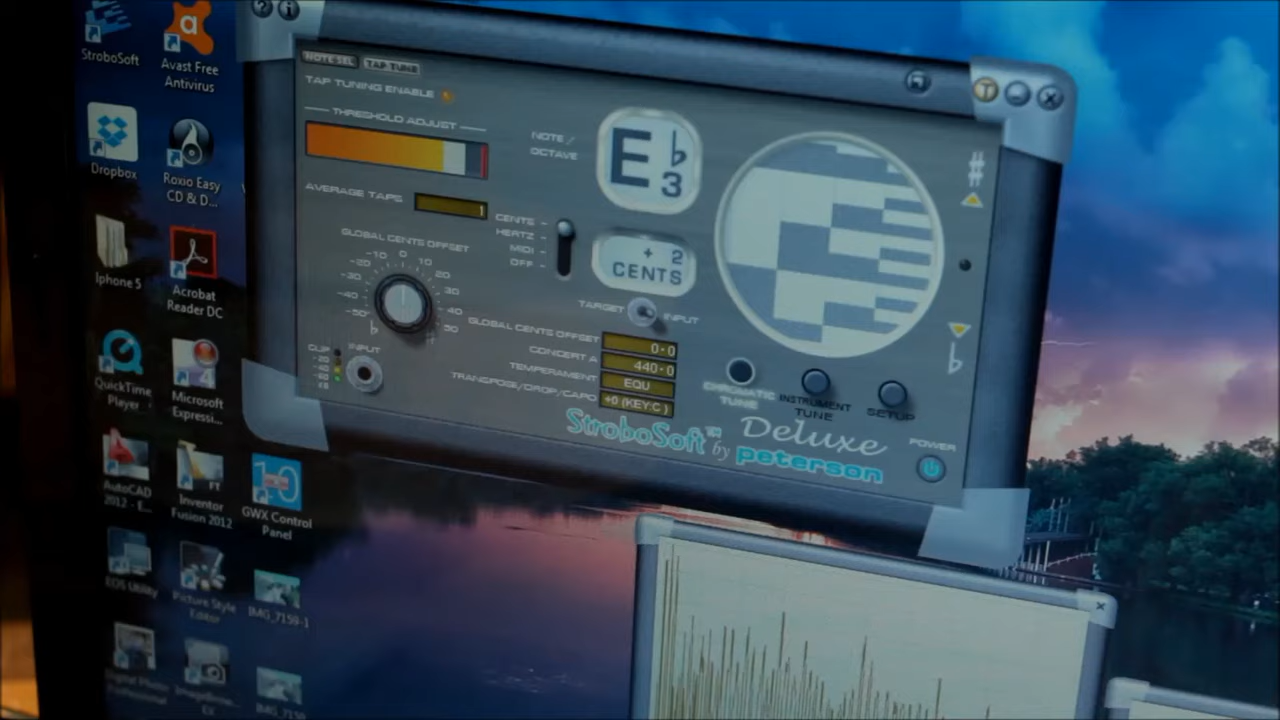 StroboSoft
Avast Free
Antivirus
Dropbox
Roxio Easy
CD & D...
Iphone 5
Acrobat
Reader DC
QuickTime
Player
Microsoft
Expressi...
AutoCAD
2012 - E...
Inventor
Fusion 2012
GWX Control
Panel
EOS Utility
Picture Style
Editor
IMG_7159-1
IMG_7159
NOTE SEL
TAP TUNE
TAP TUNING ENABLE
THRESHOLD ADJUST
AVERAGE TAPS
1
GLOBAL CENTS OFFSET
-50 -40 -30 -20 -10 0 10 20 30 40 50
♭
CLIP
INPUT
NOTE /
OCTAVE
E♭
3
CENTS
HERTZ
MIDI
OFF
+ 2
CENTS
TARGET
INPUT
GLOBAL CENTS OFFSET
0.0
CONCERT A
440.0
TEMPERAMENT
EQU
TRANSPOSE/DROP/CAPO
+0 (KEY:C )
#
♭
CHROMATIC
TUNE
INSTRUMENT
TUNE
SETUP
StroboSoft™ Deluxe
by peterson
POWER